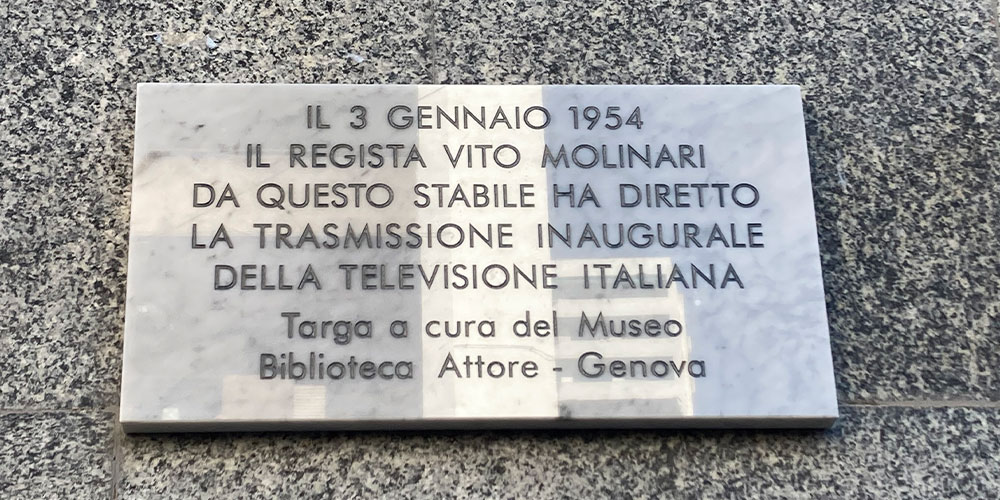 IL 3 GENNAIO 1954
IL REGISTA VITO MOLINARI
DA QUESTO STABILE HA DIRETTO
LA TRASMISSIONE INAUGURALE
DELLA TELEVISIONE ITALIANA
Targa a cura del Museo
Biblioteca Attore - Genova